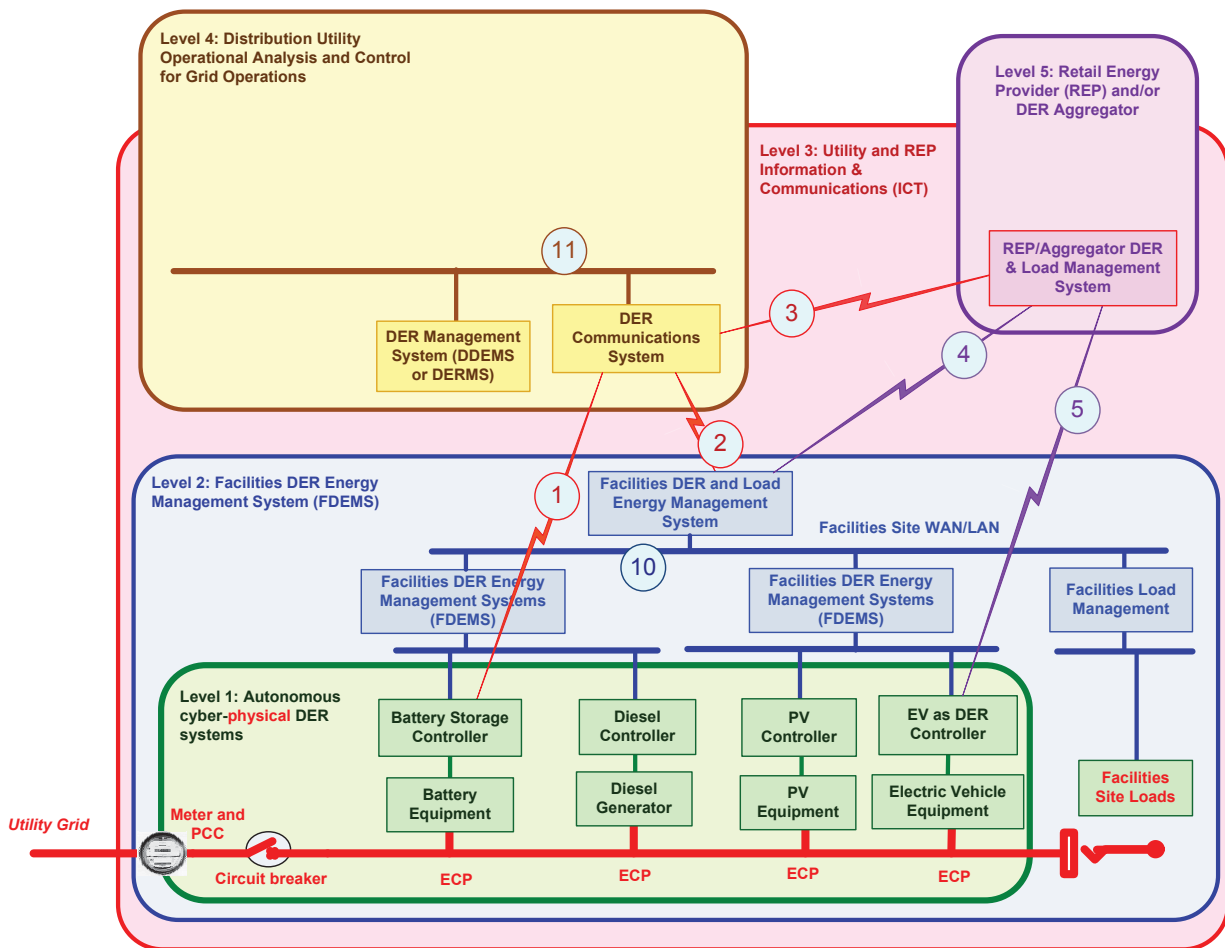 Level 4: Distribution Utility
Operational Analysis and Control
for Grid Operations
Level 5: Retail Energy
Provider (REP) and/or
DER Aggregator
Level 3: Utility and REP
Information &
Communications (ICT)
11
REP/Aggregator DER
& Load Management
System
3
DER
Communications
System
DER Management
System (DDEMS
or DERMS)
4
5
2
1
Level 2: Facilities DER Energy
Management System (FDEMS)
Facilities DER and Load
Energy Management
System
Facilities Site WAN/LAN
10
Facilities DER Energy
Management Systems
(FDEMS)
Facilities DER Energy
Management Systems
(FDEMS)
Facilities Load
Management
Level 1: Autonomous
cyber-physical DER
systems
Battery Storage
Controller
Diesel
Controller
PV
Controller
EV as DER
Controller
Battery
Equipment
Diesel
Generator
PV
Equipment
Electric Vehicle
Equipment
Facilities
Site Loads
Utility Grid
Meter and
PCC
Circuit breaker
ECP
ECP
ECP
ECP